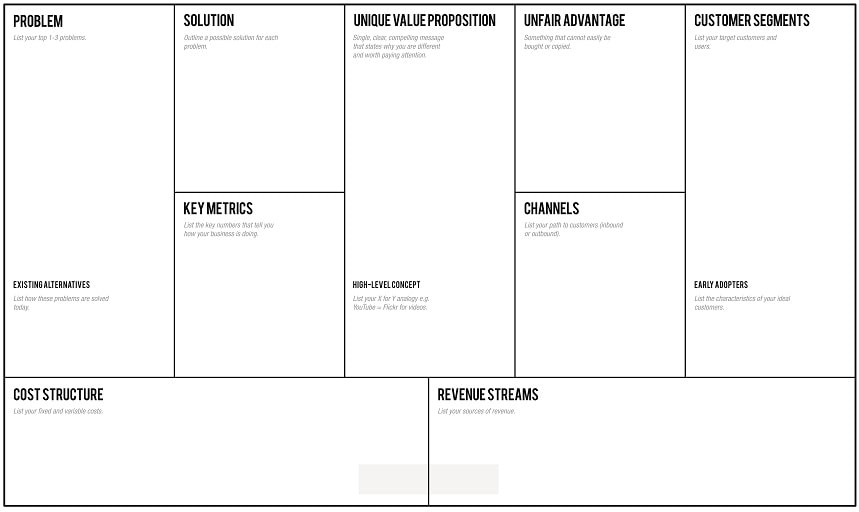 PROBLEM
List your top 1-3 problems.
EXISTING ALTERNATIVES
List how these problems are solved
today.
SOLUTION
Outline a possible solution for each
problem.
KEY METRICS
List the key numbers that tell you
how your business is doing.
UNIQUE VALUE PROPOSITION
Single, clear, compelling message
that states why you are different
and worth paying attention.
HIGH-LEVEL CONCEPT
List your X for Y analogy e.g.
YouTube = Flickr for videos.
UNFAIR ADVANTAGE
Something that cannot easily be
bought or copied.
CHANNELS
List your path to customers (inbound
or outbound).
CUSTOMER SEGMENTS
List your target customers and
users.
EARLY ADOPTERS
List the characteristics of your ideal
customers.
COST STRUCTURE
List your fixed and variable costs.
REVENUE STREAMS
List your sources of revenue.